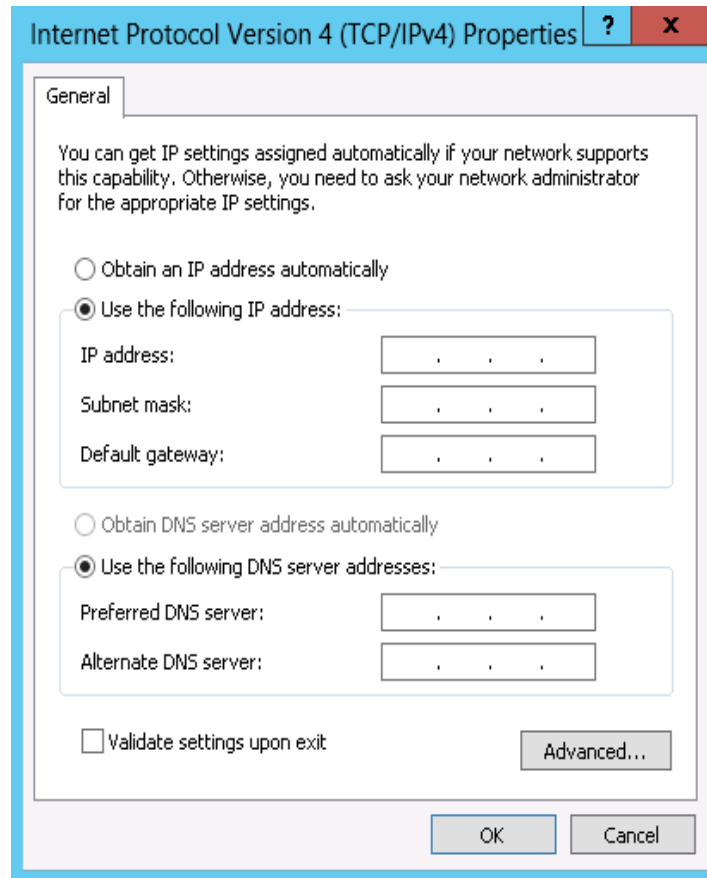 Internet Protocol Version 4 (TCP/IPv4) Properties ? x
General
You can get IP settings assigned automatically if your network supports
this capability. Otherwise, you need to ask your network administrator
for the appropriate IP settings.
Obtain an IP address automatically
Use the following IP address:
IP address: . . .
Subnet mask: . . .
Default gateway: . . .
Obtain DNS server address automatically
Use the following DNS server addresses:
Preferred DNS server: . . .
Alternate DNS server: . . .
Validate settings upon exit
Advanced...
OK Cancel